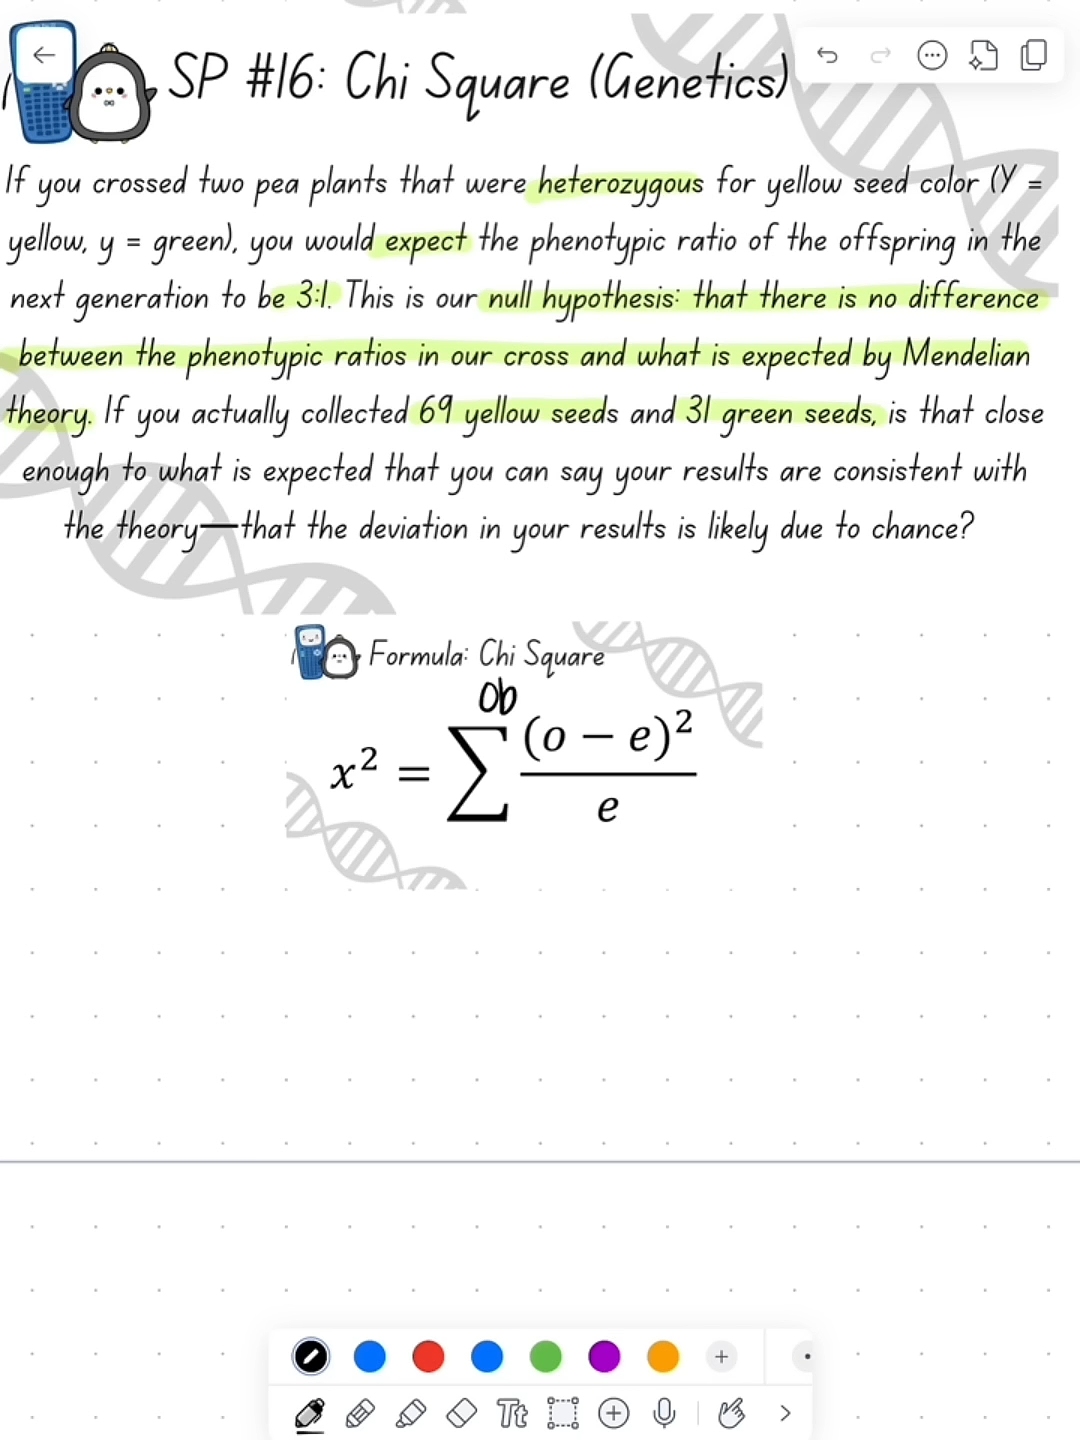 SP #16: Chi Square (Genetics)
If you crossed two pea plants that were heterozygous for yellow seed color (Y =
yellow, y = green), you would expect the phenotypic ratio of the offspring in the
next generation to be 3:1. This is our null hypothesis: that there is no difference
between the phenotypic ratios in our cross and what is expected by Mendelian
theory. If you actually collected 69 yellow seeds and 31 green seeds, is that close
enough to what is expected that you can say your results are consistent with
the theory—that the deviation in your results is likely due to chance?
Formula: Chi Square
Ob
x² = ∑ (o − e)² / e
Tt